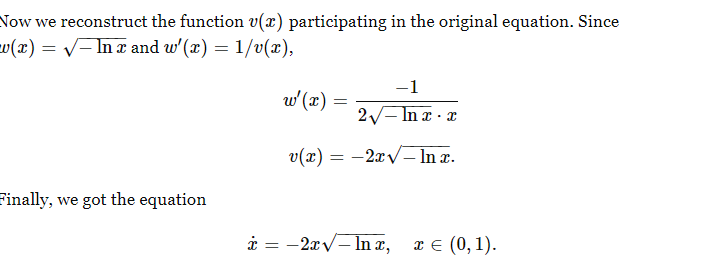 Now we reconstruct the function v(x) participating in the original equation. Since
w(x) = √(− ln x) and w′(x) = 1/v(x),
w′(x) = −1 / (2√(− ln x) · x)
v(x) = −2x√(− ln x).
Finally, we got the equation
ẋ = −2x√(− ln x), x ∈ (0, 1).